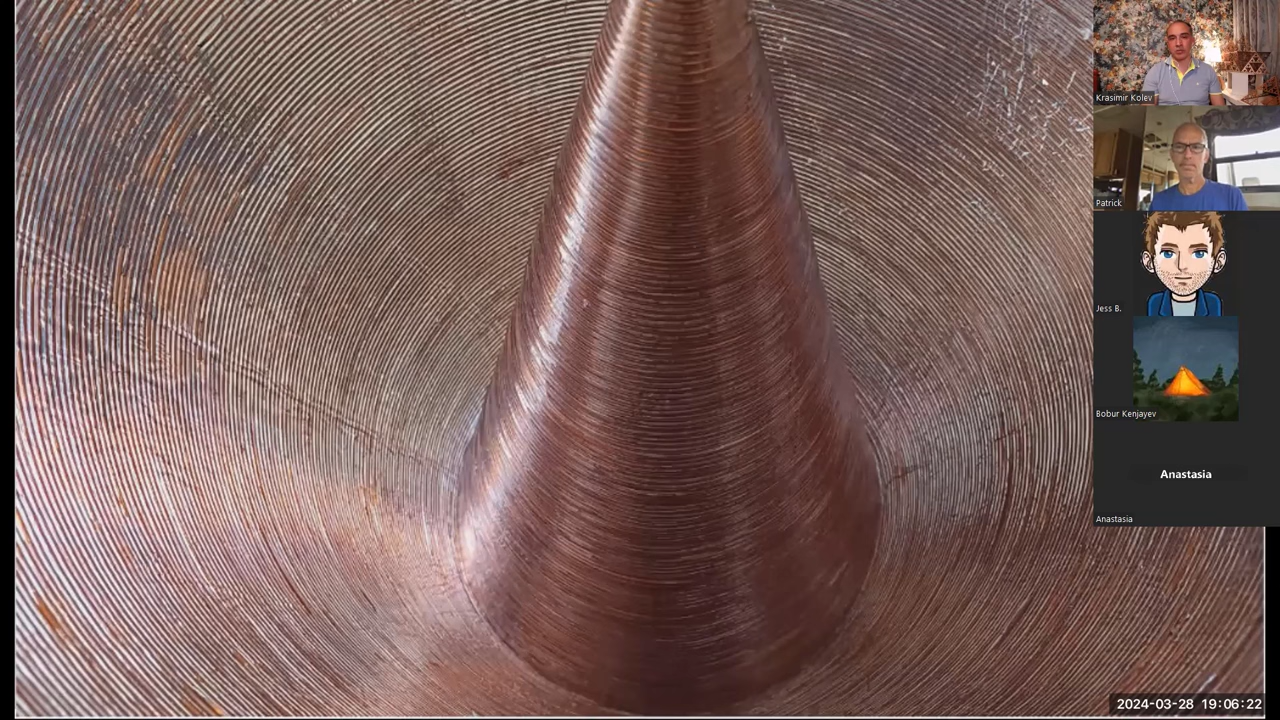 Krasimir Kolev
Patrick
Jess B.
Bobur Kenjayev
Anastasia
Anastasia
2024-03-28 19:06:22